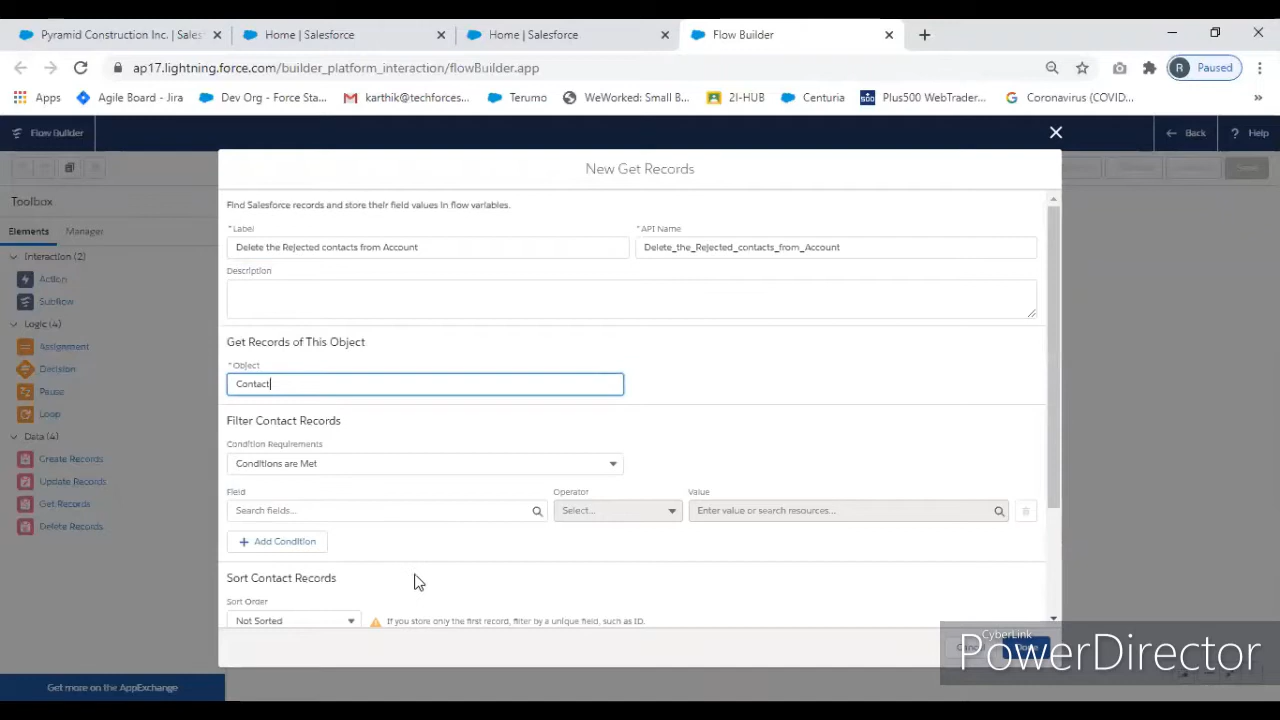 Pyramid Construction Inc. | Sales
Home | Salesforce
Home | Salesforce
Flow Builder
ap17.lightning.force.com/builder_platform_interaction/flowBuilder.app
R Paused
Apps
Agile Board - Jira
Dev Org - Force Sta...
karthik@techforces...
Terumo
WeWorked: Small B...
2I-HUB
Centuria
Plus500 WebTrader...
Coronavirus (COVID...
»
Flow Builder
Back
? Help
New Get Records
Toolbox
Elements
Manager
Interaction (2)
Action
Subflow
Logic (4)
Assignment
Decision
Pause
Loop
Data (4)
Create Records
Update Records
Get Records
Delete Records
Get more on the AppExchange
Find Salesforce records and store their field values in flow variables.
*Label
*API Name
Delete the Rejected contacts from Account
Delete_the_Rejected_contacts_from_Account
Description
Get Records of This Object
*Object
Contact
Filter Contact Records
Condition Requirements
Conditions are Met
Field
Operator
Value
Search fields...
Select...
Enter value or search resources...
+ Add Condition
Sort Contact Records
Sort Order
Not Sorted
If you store only the first record, filter by a unique field, such as ID.
CyberLink
PowerDirector